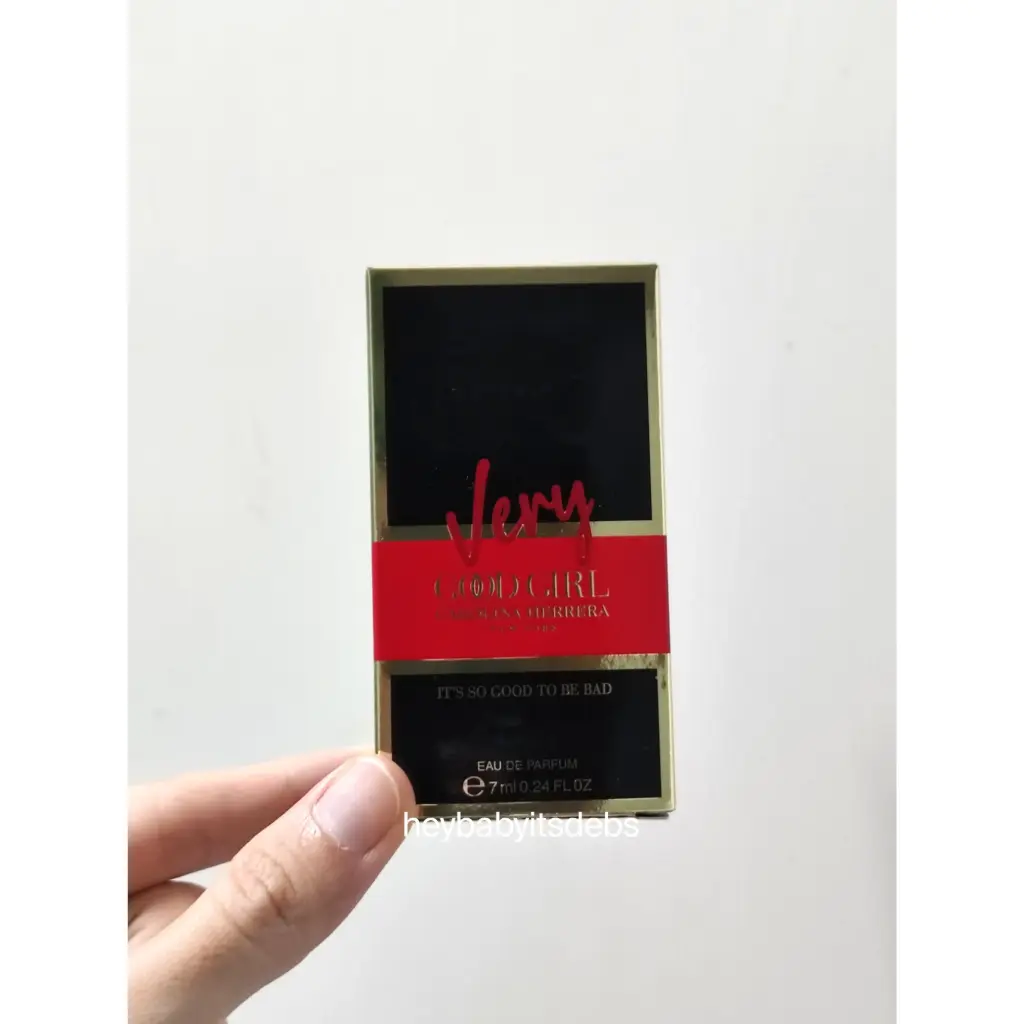 Very
GOOD GIRL
CAROLINA HERRERA
IT'S SO GOOD TO BE BAD
EAU DE PARFUM
e 7 ml 0.24 FL OZ
heybabyitsdebs